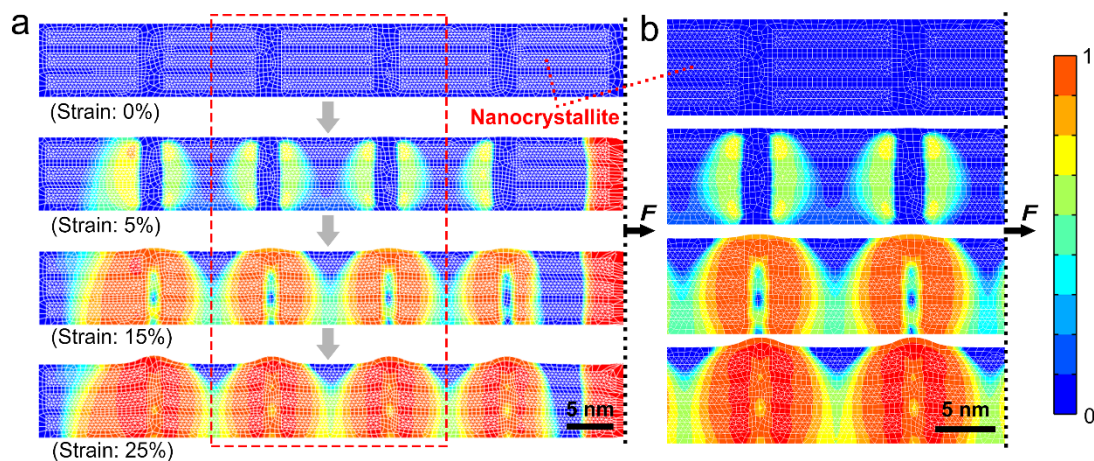 a
b
1
(Strain: 0%)
Nanocrystallite
(Strain: 5%)
F
F
(Strain: 15%)
5 nm
5 nm
0
(Strain: 25%)